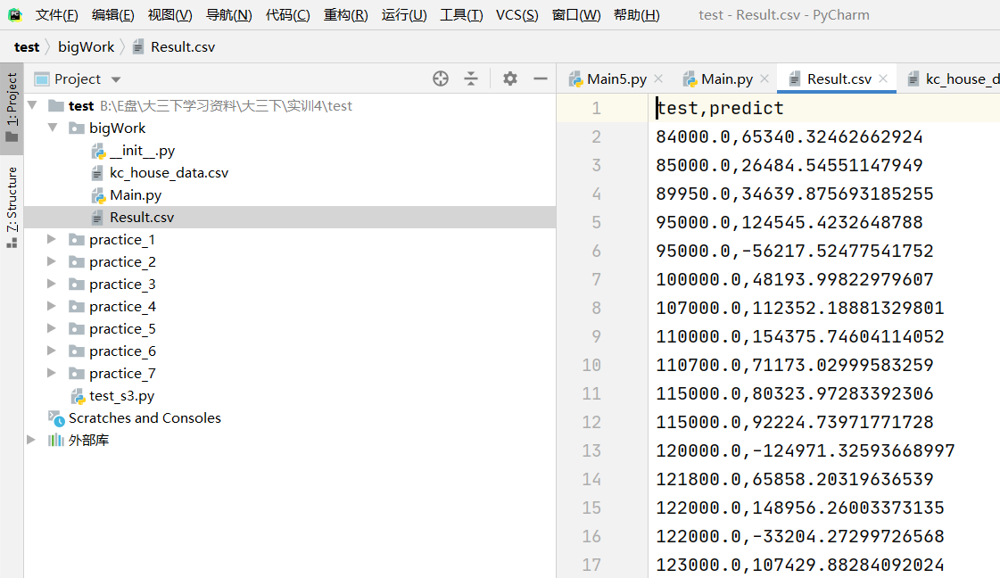 文件(F) 编辑(E) 视图(V) 导航(N) 代码(C) 重构(R) 运行(U) 工具(T) VCS(S) 窗口(W) 帮助(H) test - Result.csv - PyCharm
test bigWork Result.csv
1: Project
Z: Structure
Project
test B:\E盘\大三下学习资料\大三下\实训4\test
bigWork
__init__.py
kc_house_data.csv
Main.py
Result.csv
practice_1
practice_2
practice_3
practice_4
practice_5
practice_6
practice_7
test_s3.py
Scratches and Consoles
外部库
Main5.py Main.py Result.csv kc_house_d
1 test,predict
2 84000.0,65340.32462662924
3 85000.0,26484.54551147949
4 89950.0,34639.875693185255
5 95000.0,124545.4232648788
6 95000.0,-56217.52477541752
7 100000.0,48193.99822979607
8 107000.0,112352.18881329801
9 110000.0,154375.74604114052
10 110700.0,71173.02999583259
11 115000.0,80323.97283392306
12 115000.0,92224.73971771728
13 120000.0,-124971.32593668997
14 121800.0,65858.20319636539
15 122000.0,148956.26003373135
16 122000.0,-33204.27299726568
17 123000.0,107429.88284092024